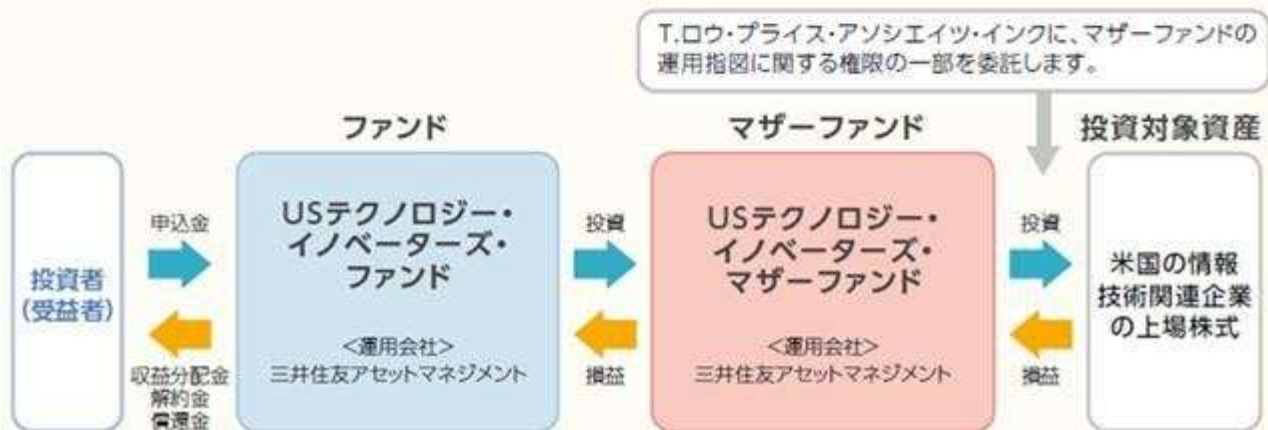 T.ロウ・プライス・アソシエイツ・インクに、マザーファンドの
運用指図に関する権限の一部を委託します。
ファンド
マザーファンド
投資対象資産
投資者
(受益者)
申込金
収益分配金
解約金
償還金
USテクノロジー・
イノベーターズ・
ファンド
<運用会社>
三井住友アセットマネジメント
投資
損益
USテクノロジー・
イノベーターズ・
マザーファンド
<運用会社>
三井住友アセットマネジメント
投資
損益
米国の情報
技術関連企業
の上場株式